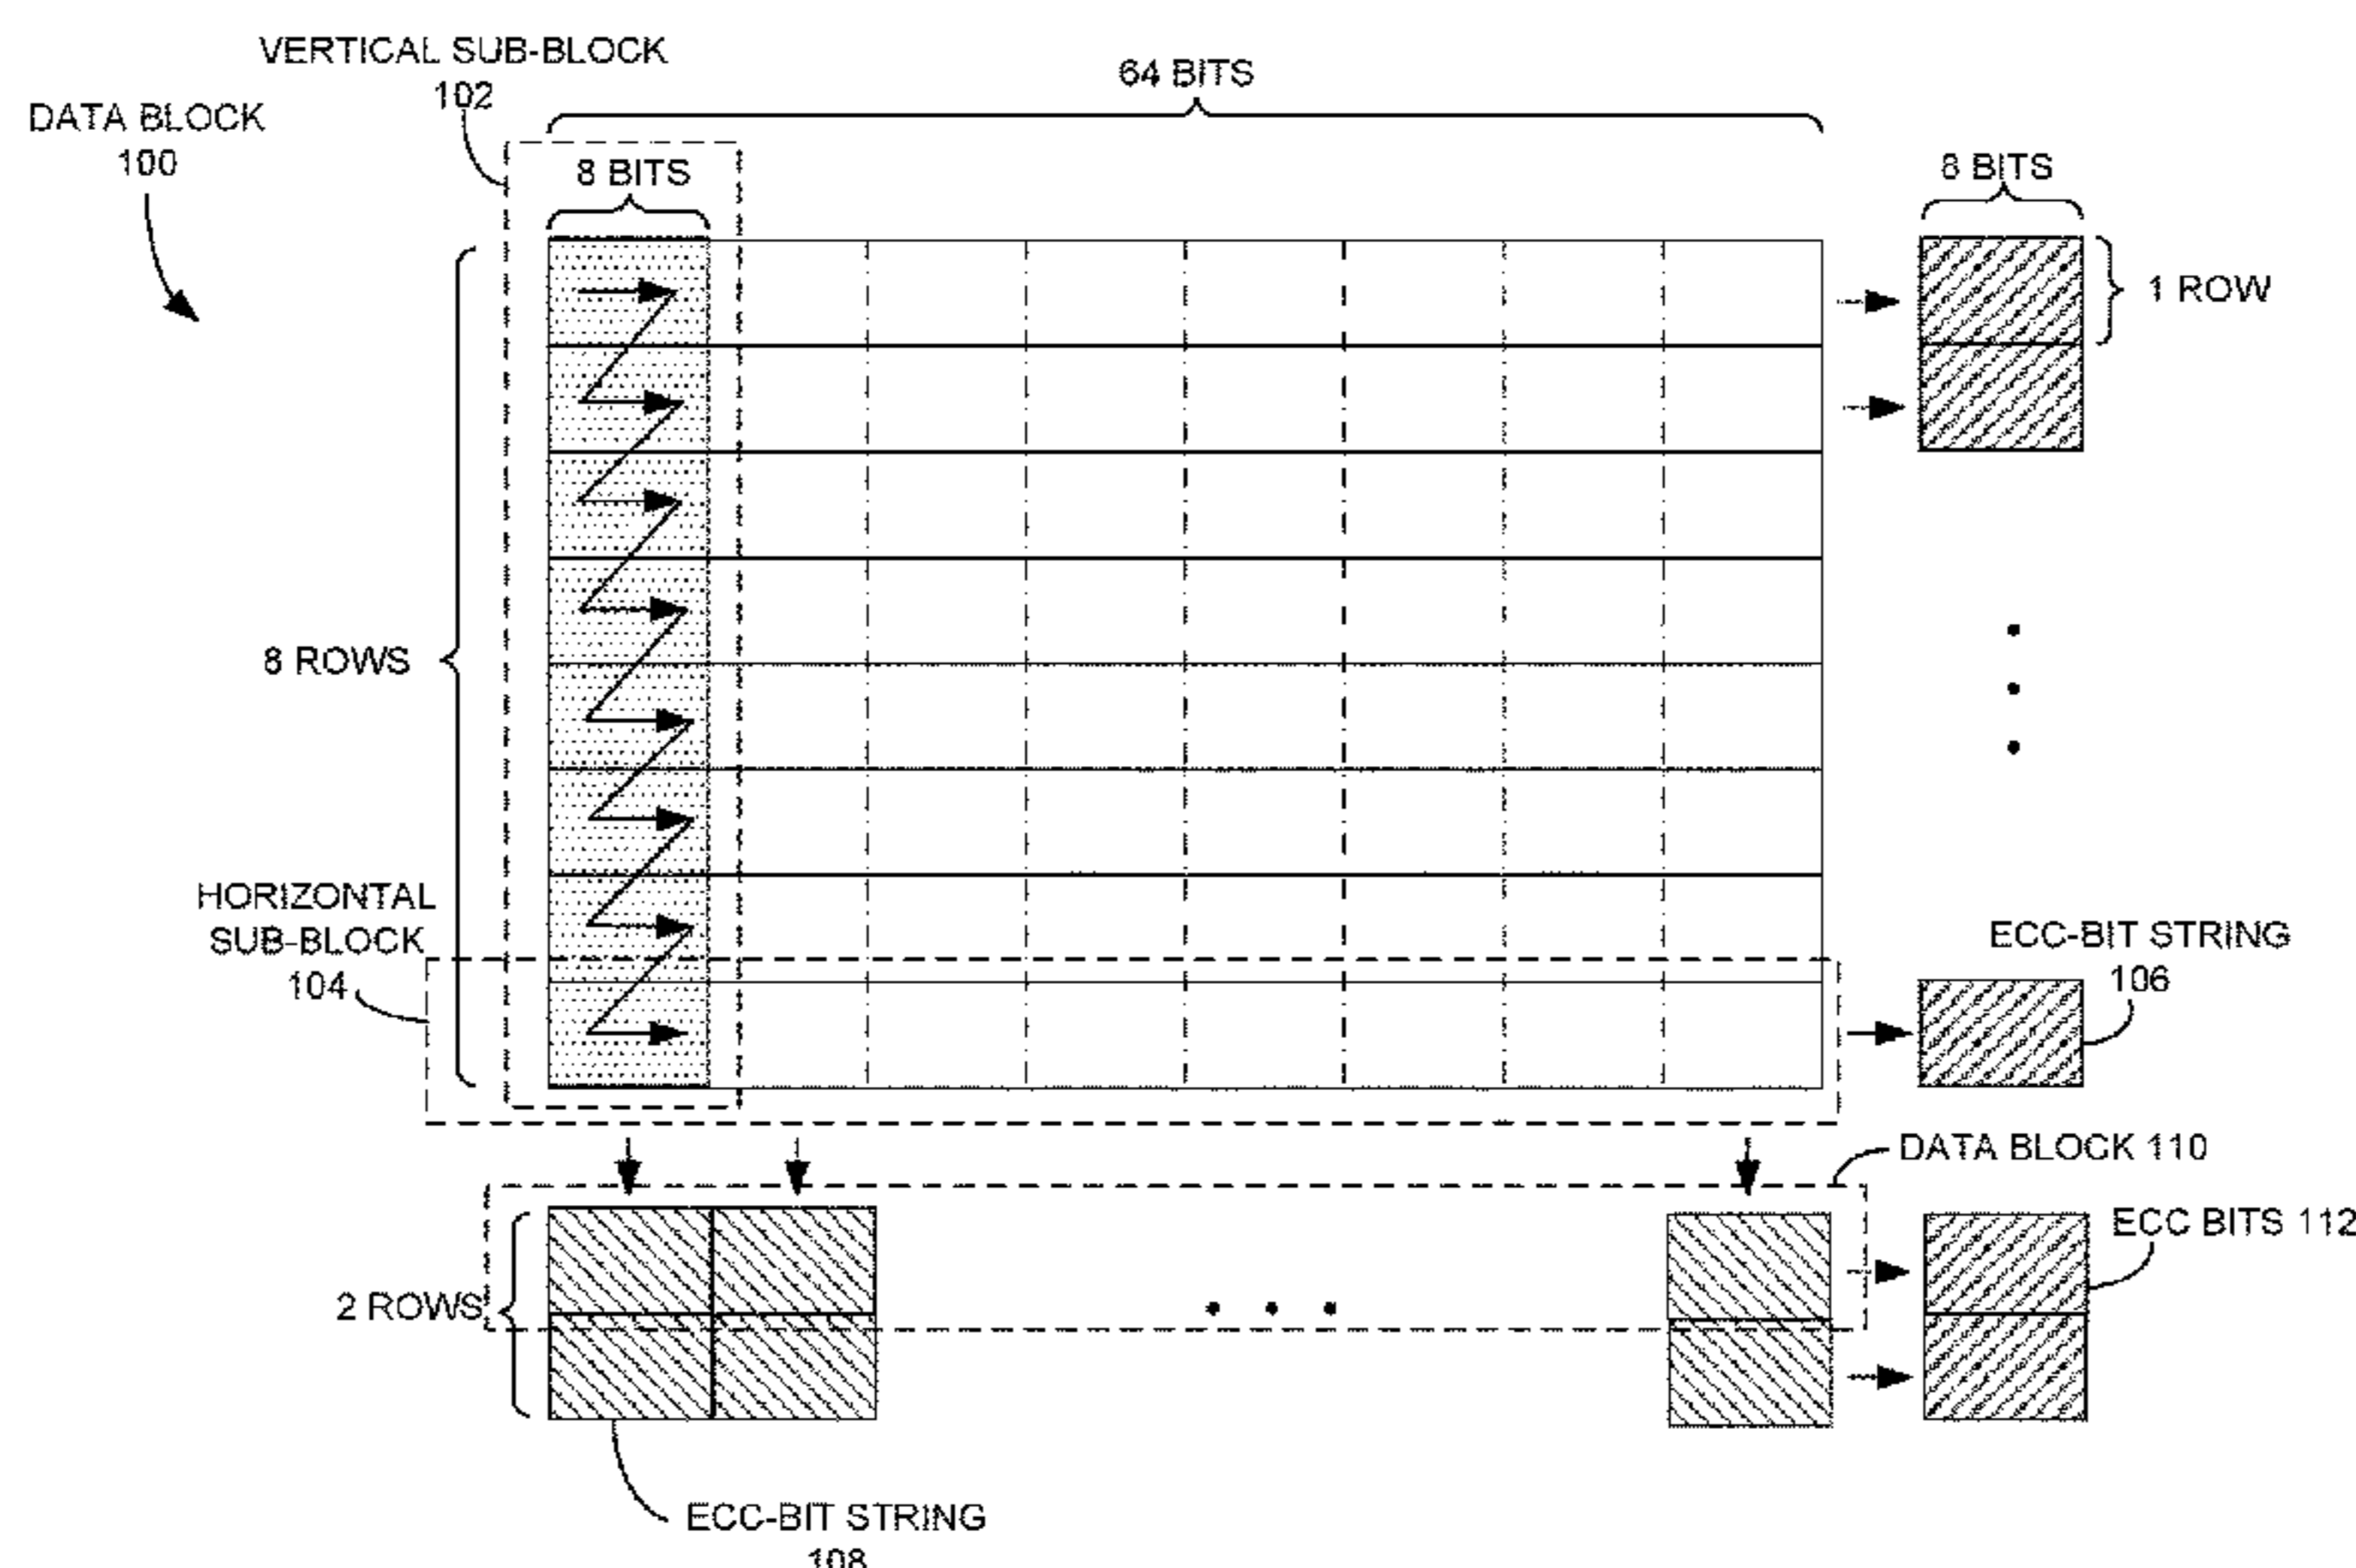 VERTICAL SUB-BLOCK
102
64 BITS
DATA BLOCK
100
8 BITS
8 BITS
1 ROW
8 ROWS
HORIZONTAL
SUB-BLOCK
104
ECC-BIT STRING
106
DATA BLOCK 110
ECC BITS 112
2 ROWS
ECC-BIT STRING
108